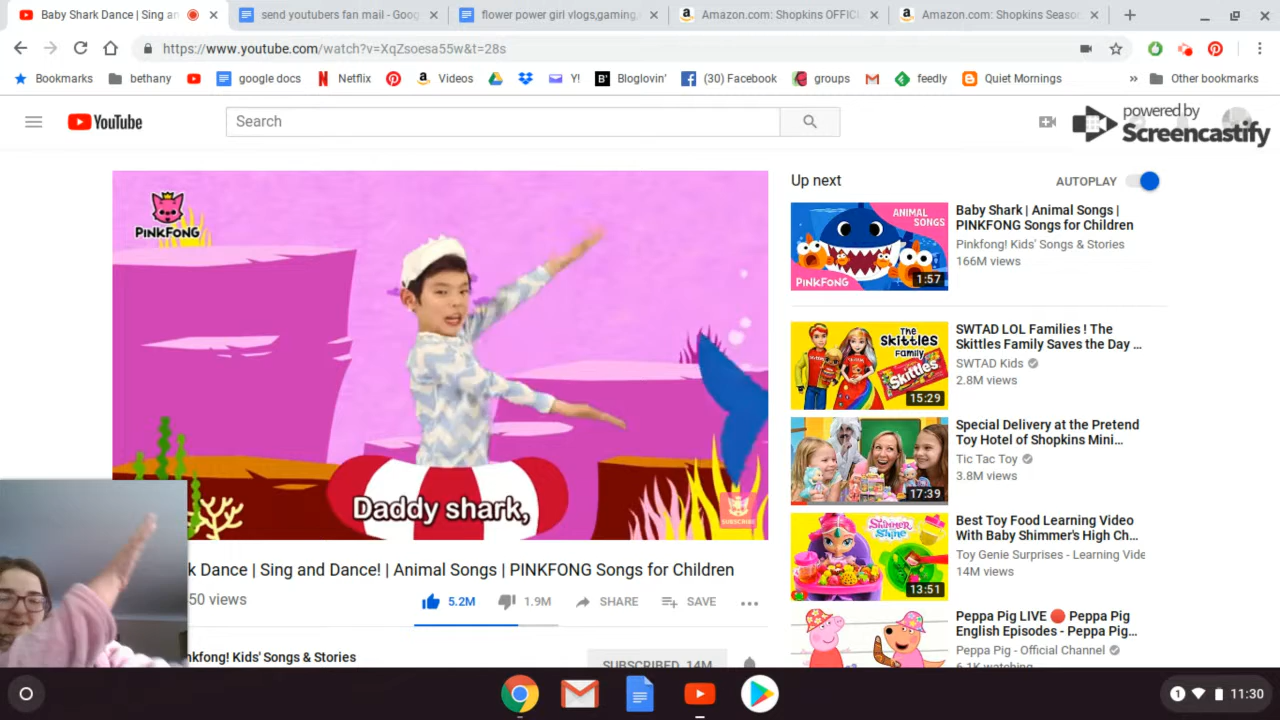 Baby Shark Dance | Sing an
send youtubers fan mail - Goog
flower power girl vlogs,gaming,
Amazon.com: Shopkins OFFICI
Amazon.com: Shopkins Seaso
https://www.youtube.com/watch?v=XqZsoesa55w&t=28s
Bookmarks
bethany
google docs
Netflix
Videos
Y!
Bloglovin'
(30) Facebook
groups
feedly
Quiet Mornings
»
Other bookmarks
YouTube
Search
powered by
Screencastify
PINKFONG
Daddy shark,
SUBSCRIBE
k Dance | Sing and Dance! | Animal Songs | PINKFONG Songs for Children
50 views
5.2M
1.9M
SHARE
SAVE
nkfong! Kids' Songs & Stories
SUBSCRIBED 14M
Up next
AUTOPLAY
ANIMAL
SONGS
PINKFONG
1:57
Baby Shark | Animal Songs |
PINKFONG Songs for Children
Pinkfong! Kids' Songs & Stories
166M views
The
Skittles
Family
Skittles
15:29
SWTAD LOL Families ! The
Skittles Family Saves the Day ...
SWTAD Kids
2.8M views
17:39
Special Delivery at the Pretend
Toy Hotel of Shopkins Mini...
Tic Tac Toy
3.8M views
Shimmer
Shine
13:51
Best Toy Food Learning Video
With Baby Shimmer's High Ch...
Toy Genie Surprises - Learning Vide
14M views
Peppa Pig LIVE 🔴 Peppa Pig
English Episodes - Peppa Pig...
Peppa Pig - Official Channel
6.1K watching
1
11:30